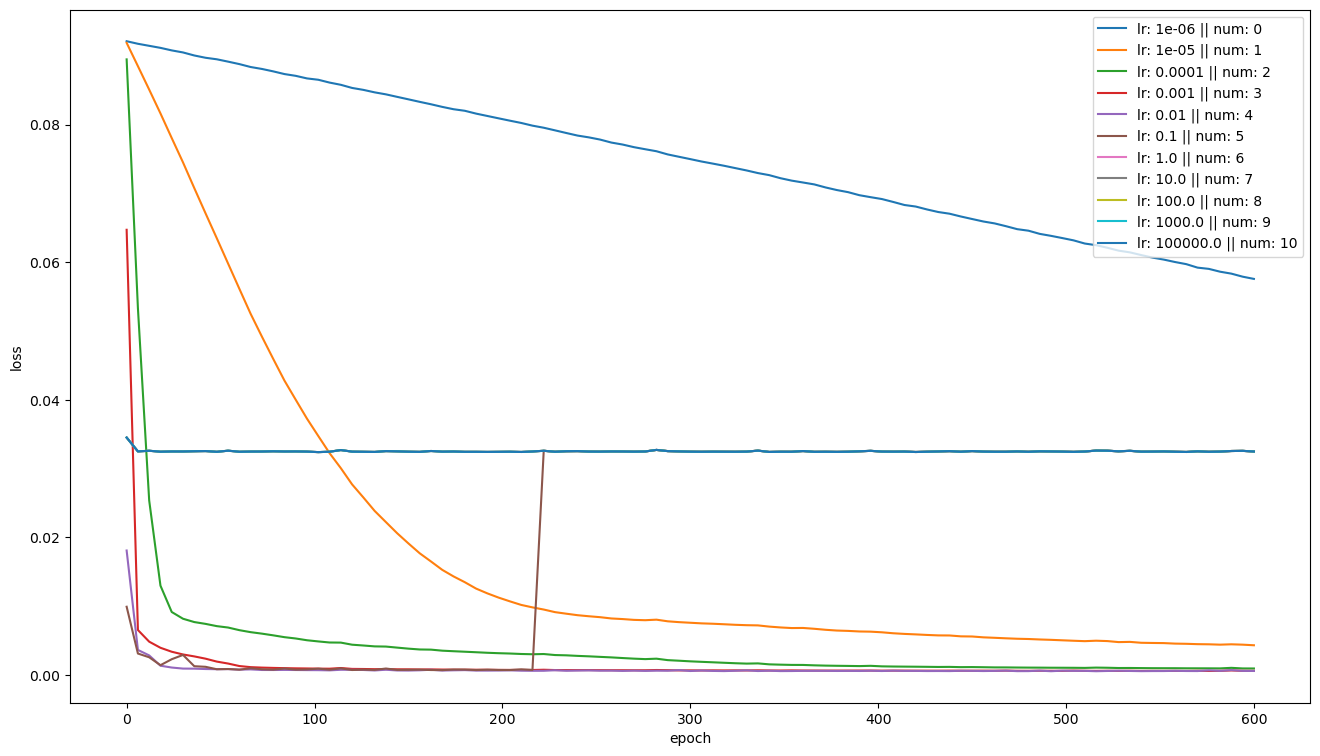 lr: 1e-06 || num: 0
lr: 1e-05 || num: 1
lr: 0.0001 || num: 2
lr: 0.001 || num: 3
lr: 0.01 || num: 4
lr: 0.1 || num: 5
lr: 1.0 || num: 6
lr: 10.0 || num: 7
lr: 100.0 || num: 8
lr: 1000.0 || num: 9
lr: 100000.0 || num: 10
loss
0.08
0.06
0.04
0.02
0.00
0 100 200 300 400 500 600
epoch